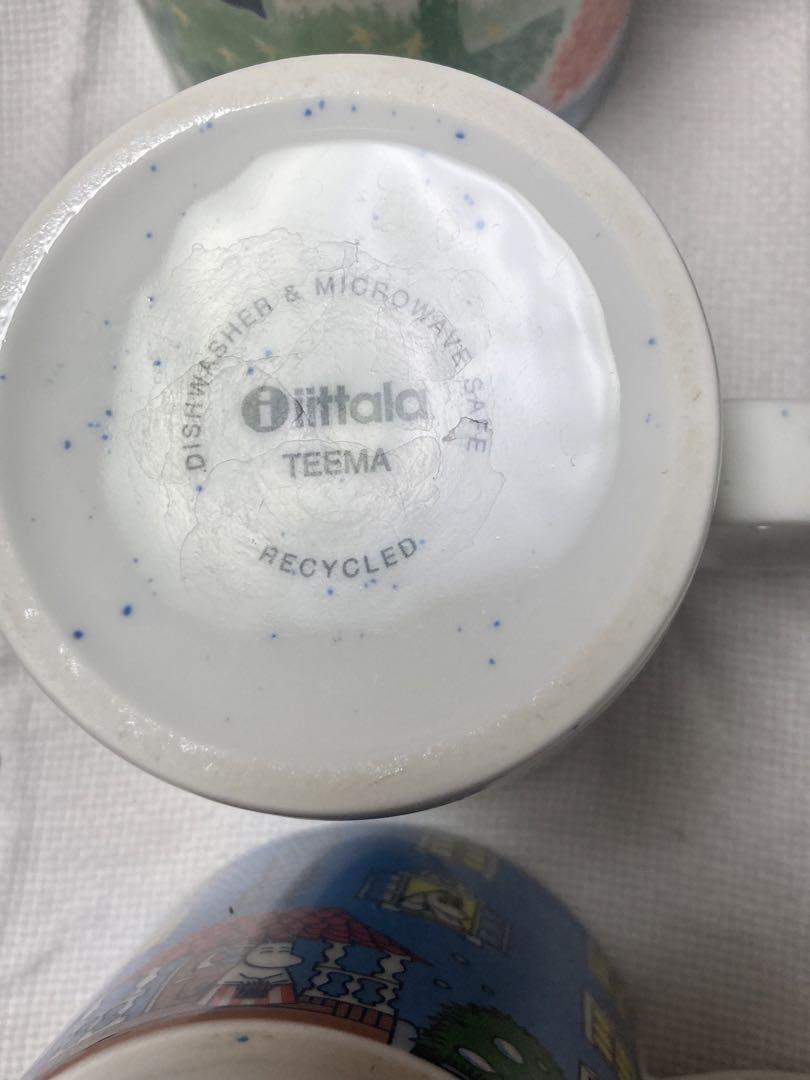 DISHWASHER & MICROWAVE SAFE
i iittala
TEEMA
RECYCLED